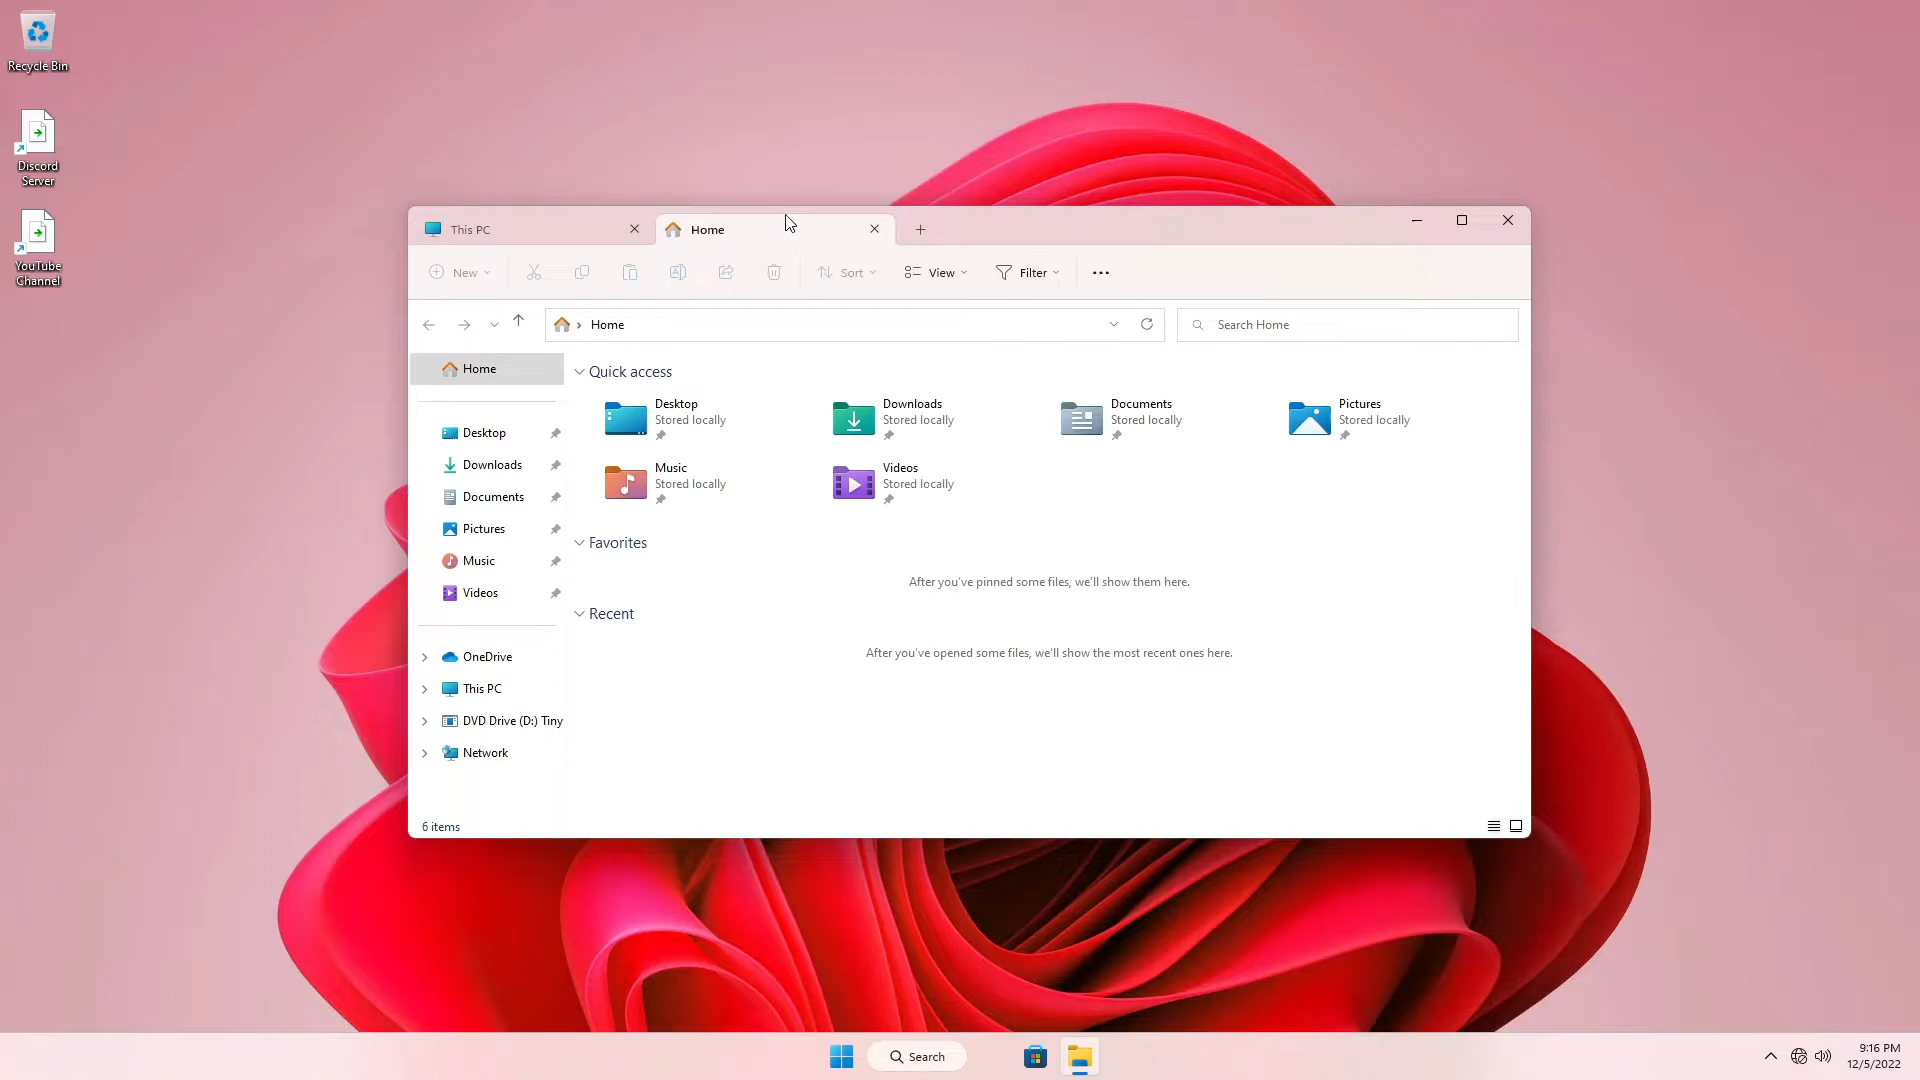 Recycle Bin
Discord
Server
YouTube
Channel
This PC
Home
New
Sort
View
Filter
Home
Search Home
Home
Desktop
Downloads
Documents
Pictures
Music
Videos
OneDrive
This PC
DVD Drive (D:) Tiny
Network
Quick access
Desktop
Stored locally
Downloads
Stored locally
Documents
Stored locally
Pictures
Stored locally
Music
Stored locally
Videos
Stored locally
Favorites
After you've pinned some files, we'll show them here.
Recent
After you've opened some files, we'll show the most recent ones here.
6 items
Search
9:16 PM
12/5/2022